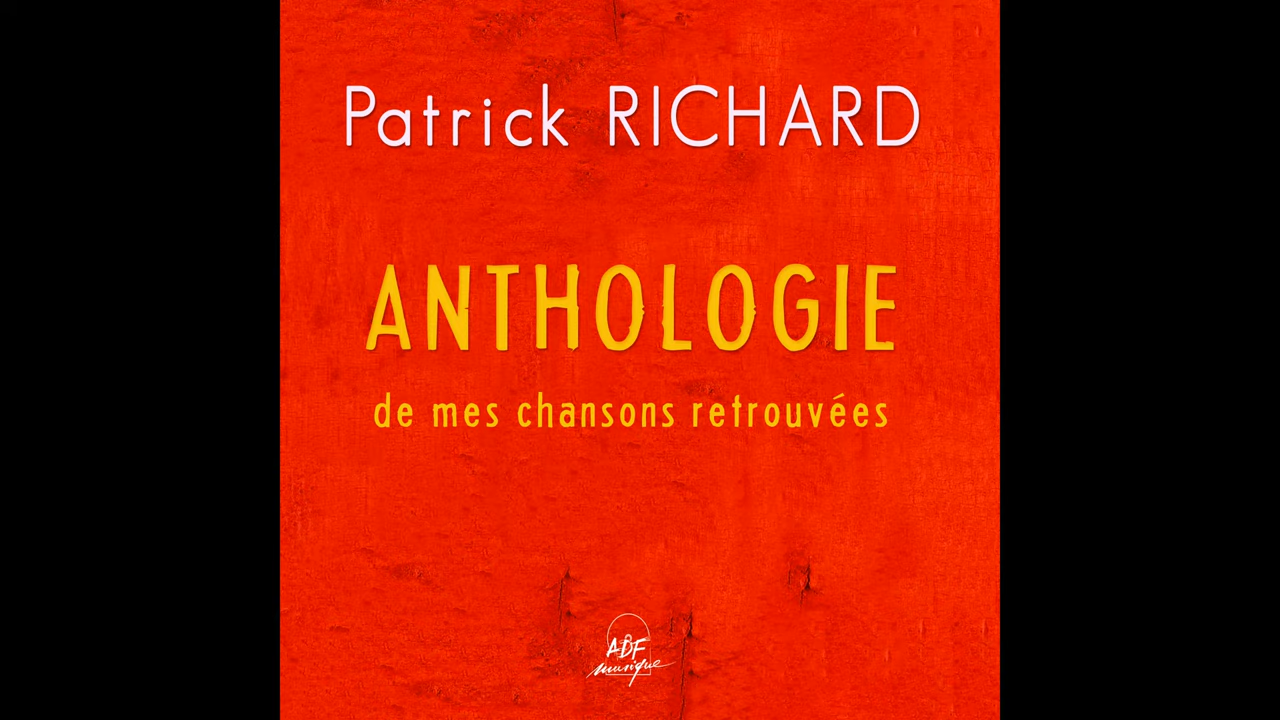 Patrick RICHARD
ANTHOLOGIE
de mes chansons retrouvées
ADF
musique